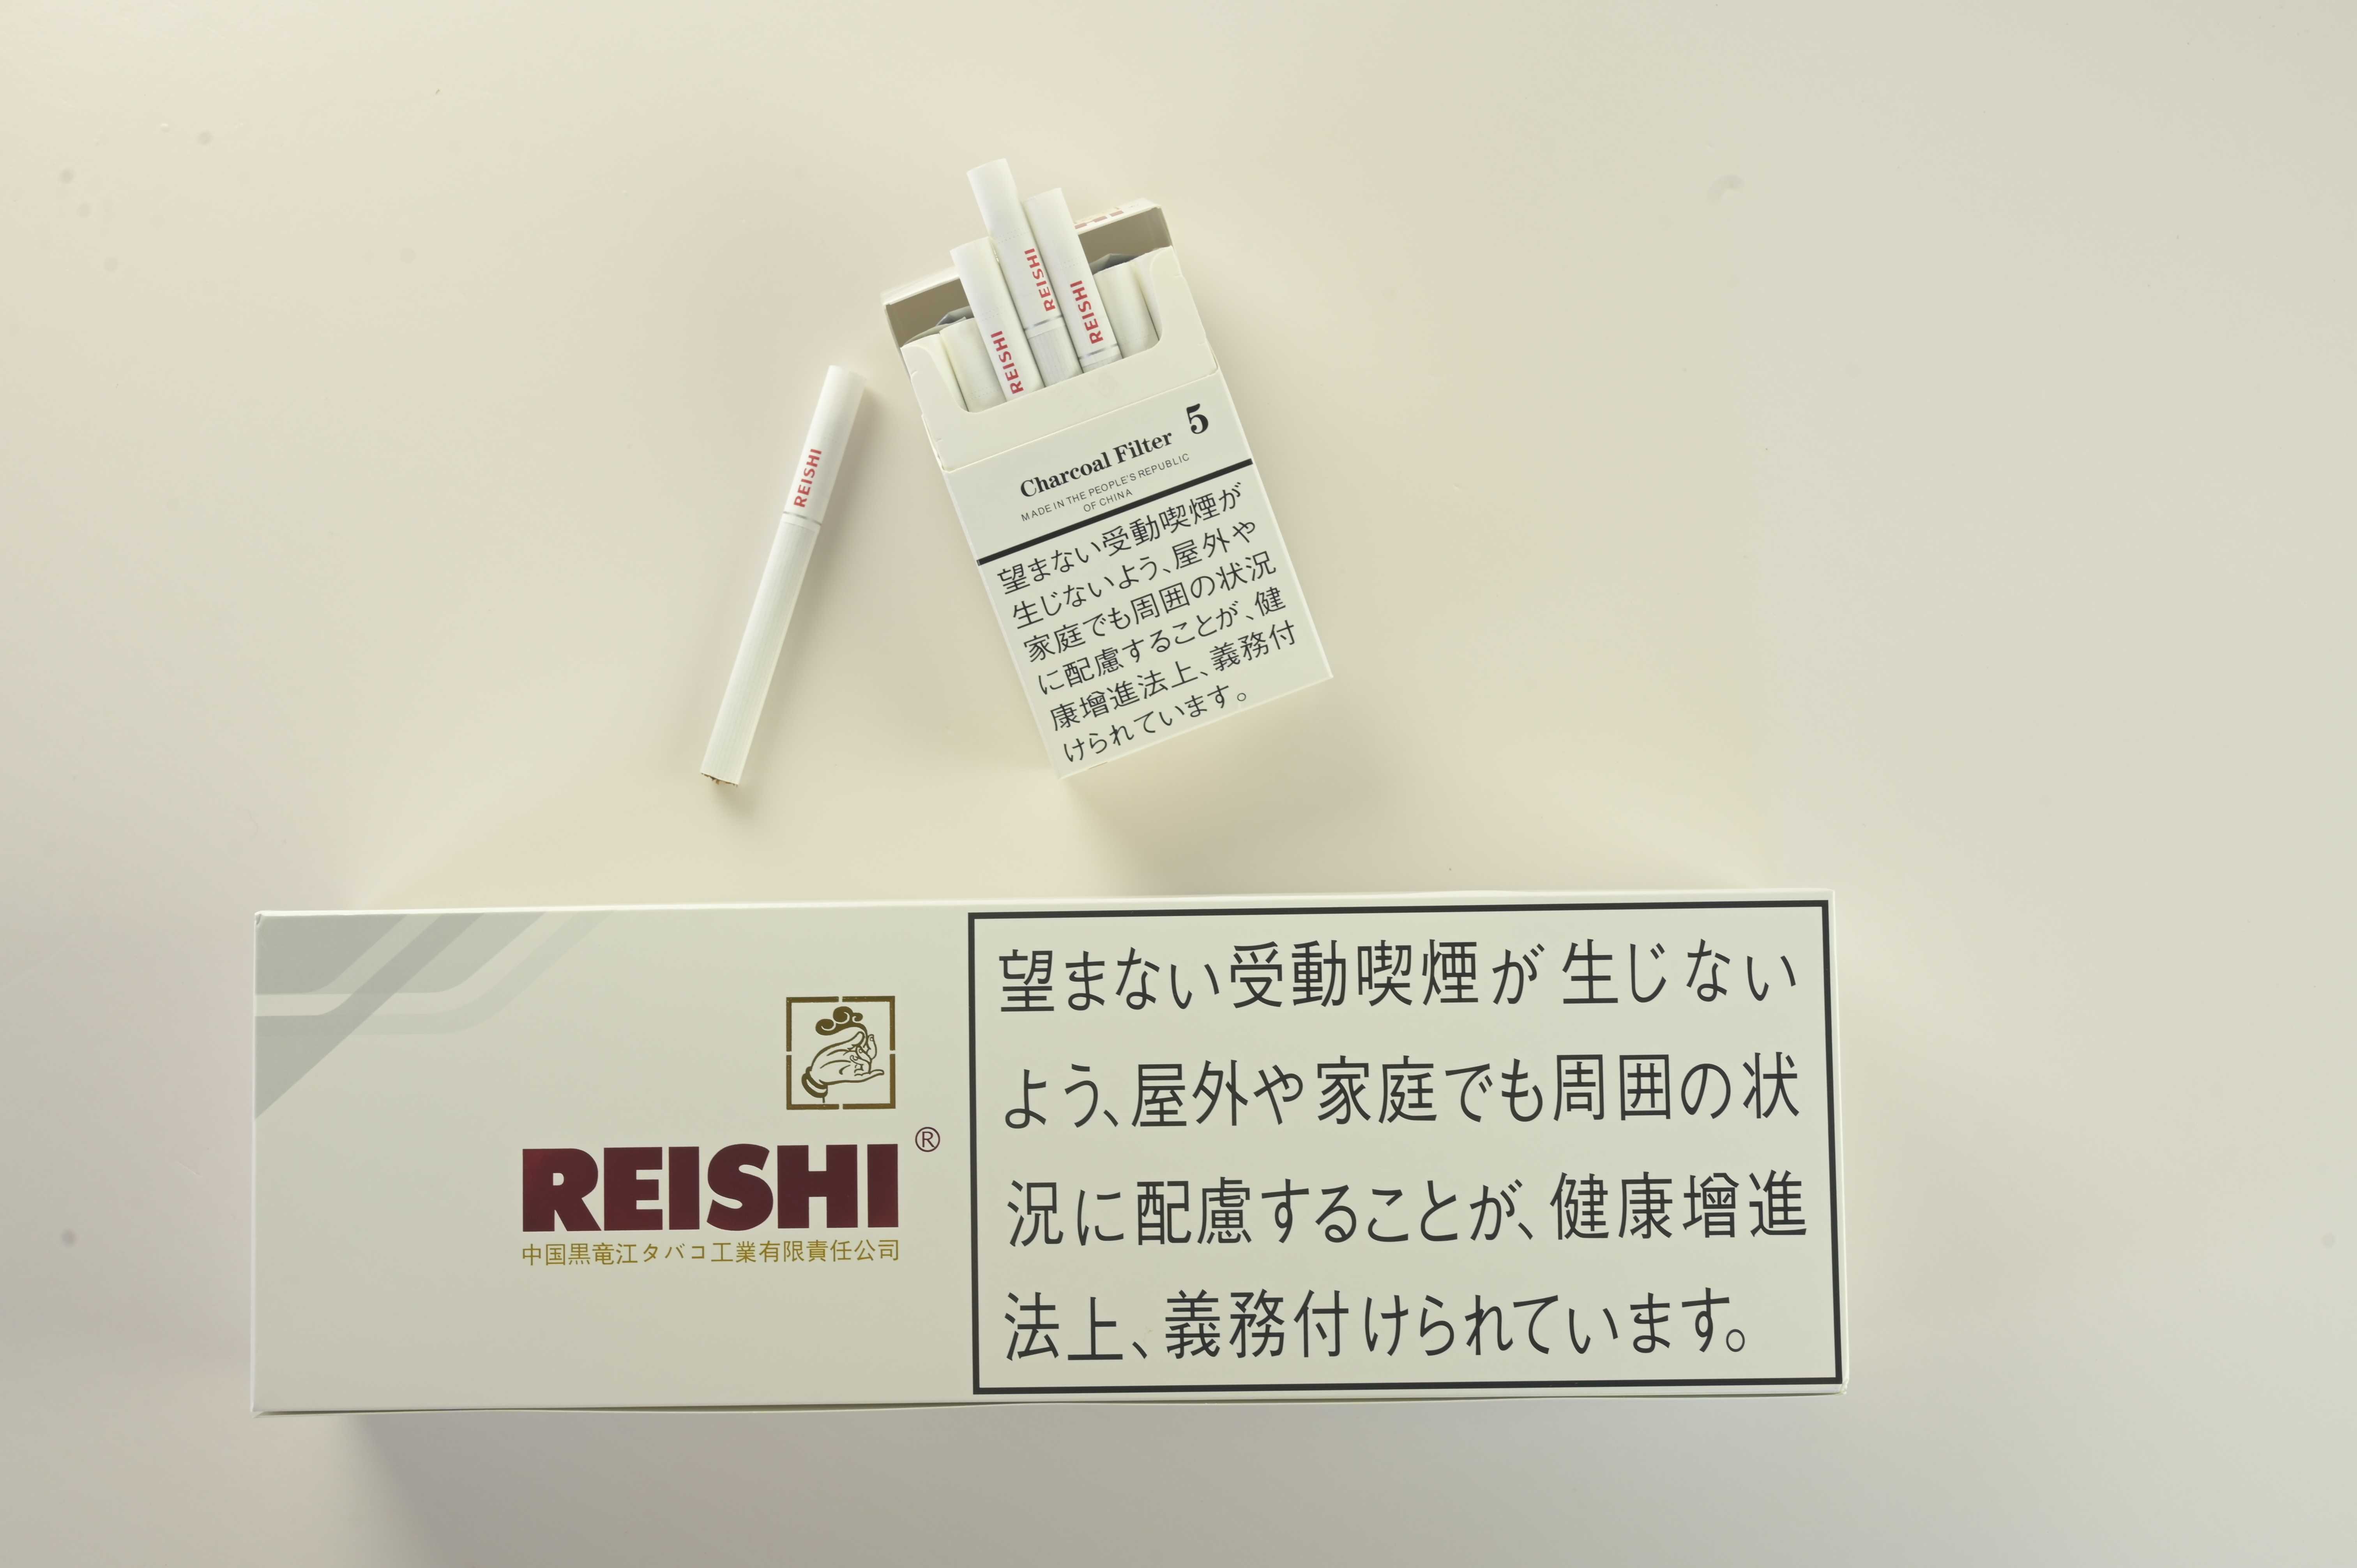 REISHI
REISHI
REISHI
REISHI
Charcoal Filter 5
MADE IN THE PEOPLE'S REPUBLIC
OF CHINA
望まない受動喫煙が
生じないよう、屋外や
家庭でも周囲の状況
に配慮することが、健
康増進法上、義務付
けられています。
REISHI®
中国黒竜江タバコ工業有限責任公司
望まない受動喫煙が生じない
よう、屋外や家庭でも周囲の状
況に配慮することが、健康増進
法上、義務付けられています。